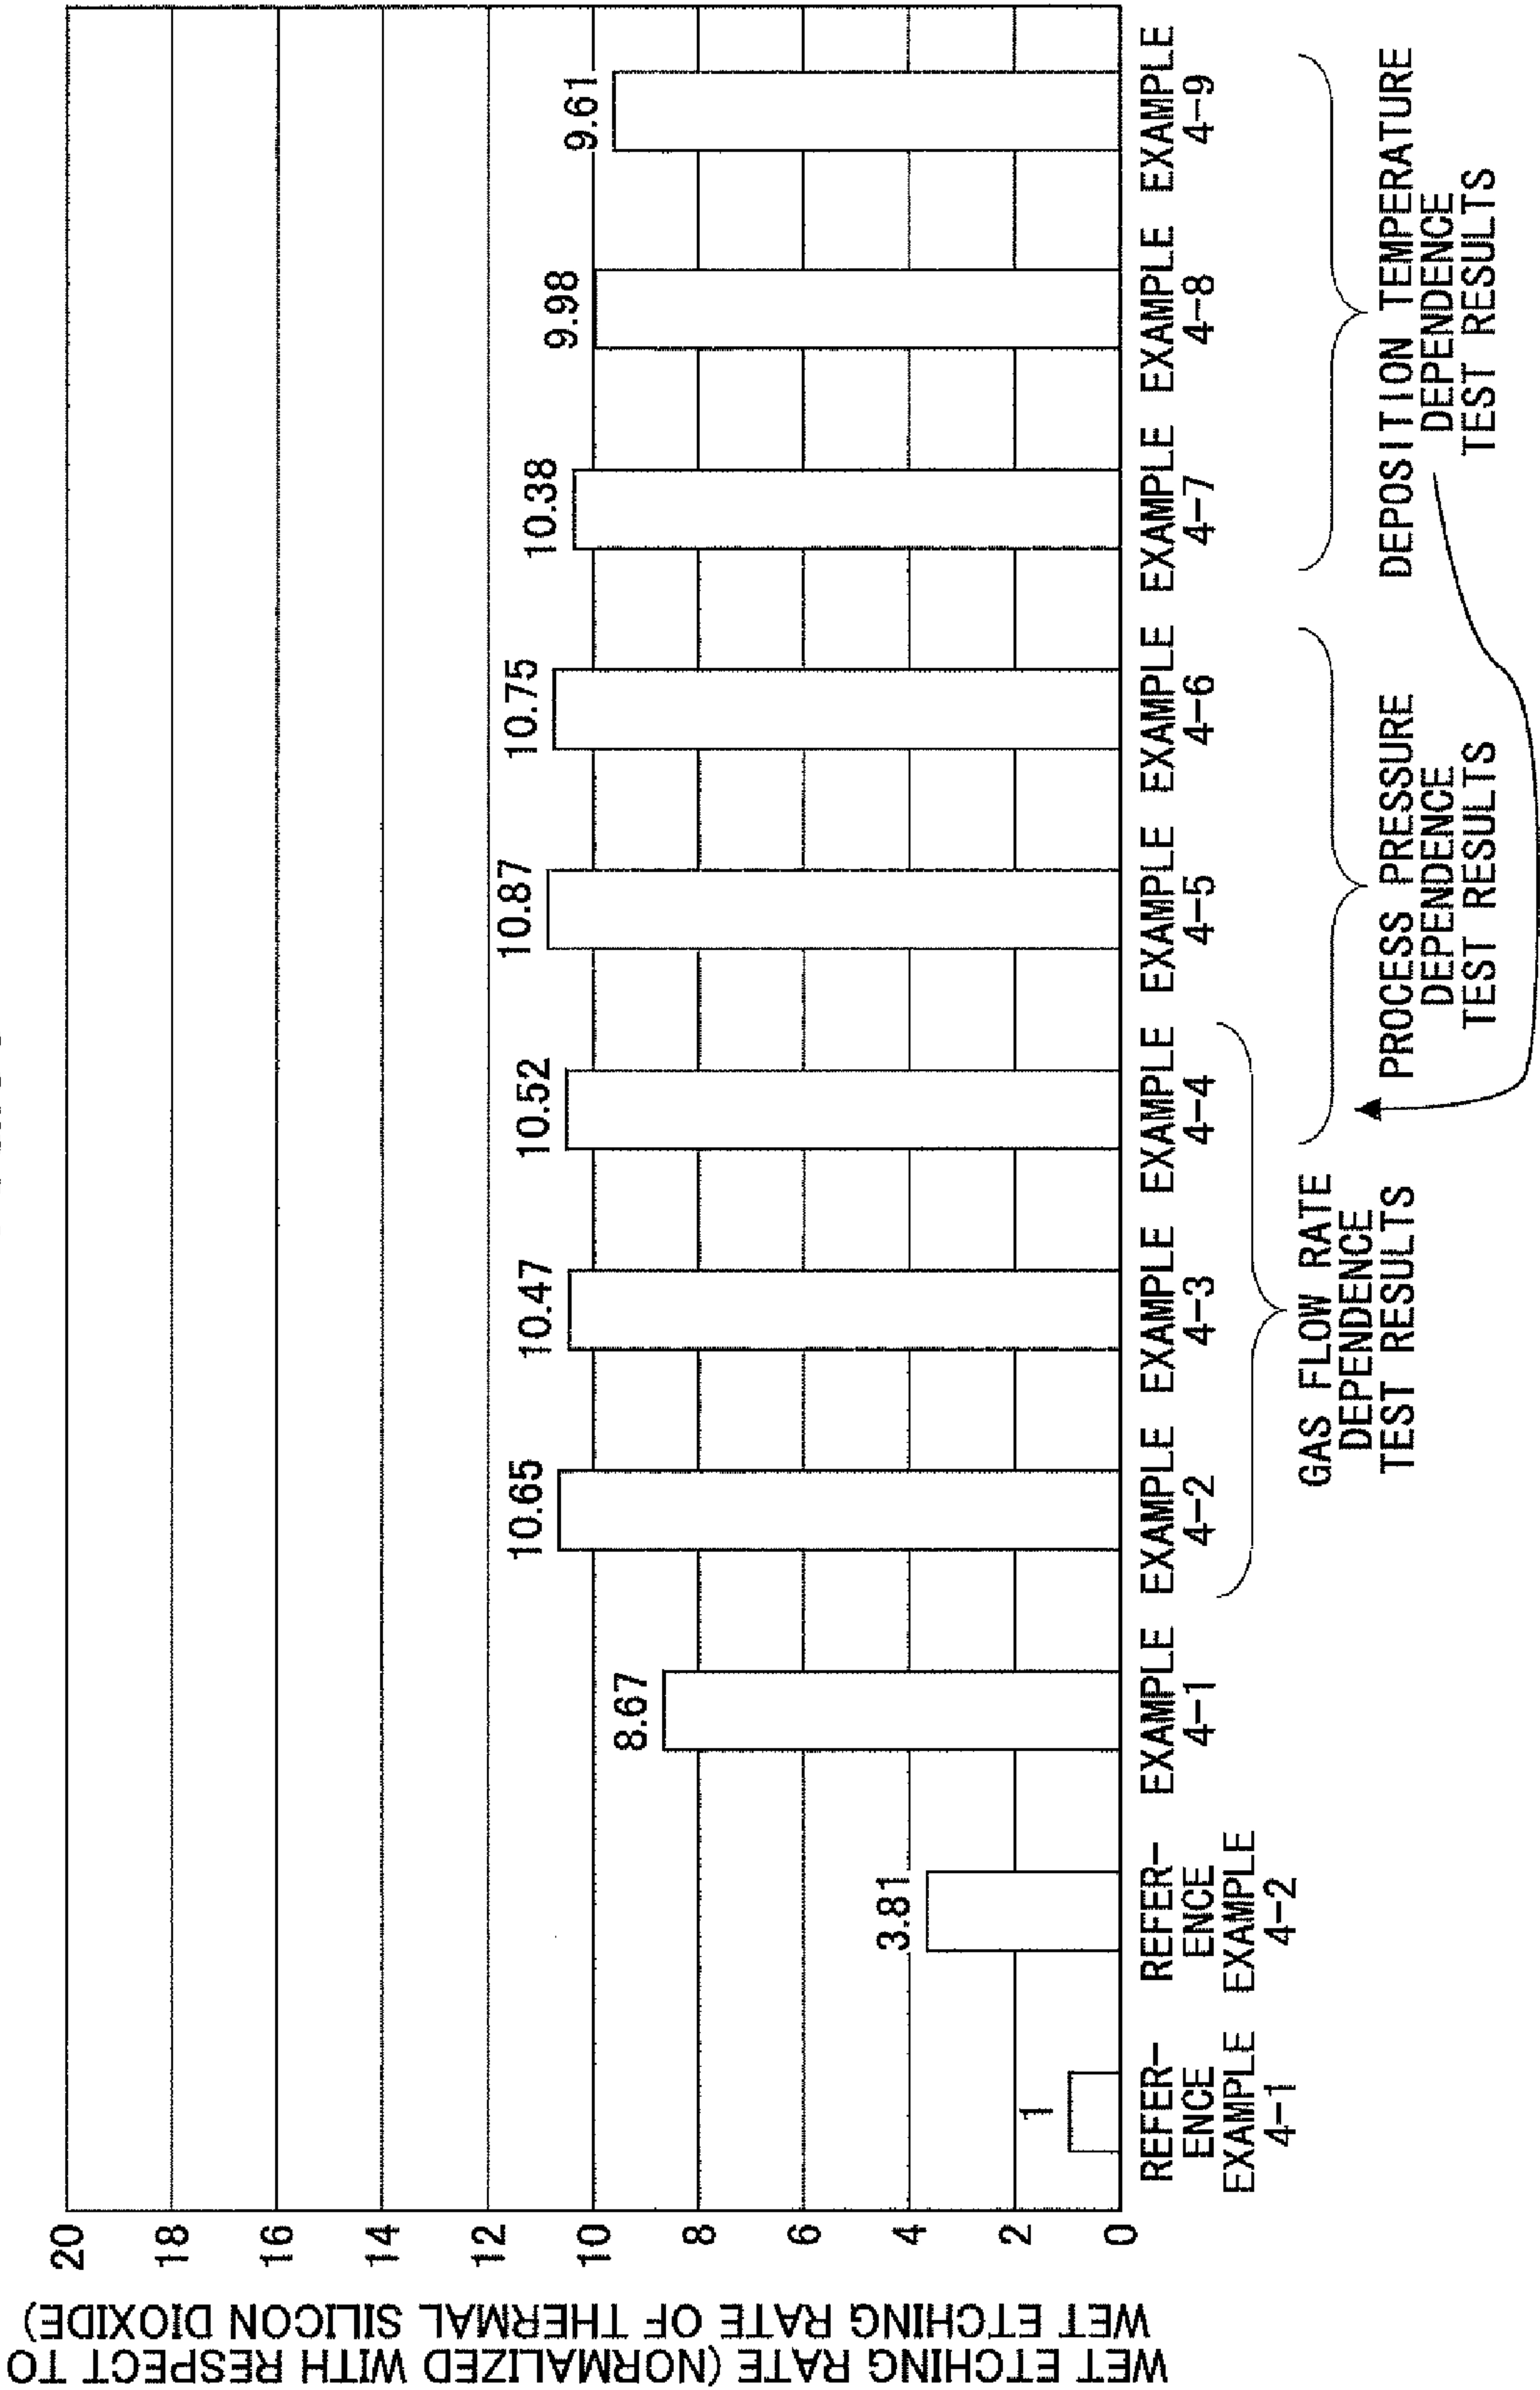 WET ETCHING RATE (NORMALIZED WITH RESPECT TO
WET ETCHING RATE OF THERMAL SILICON DIOXIDE)
20
18
16
14
12
10
8
6
4
2
0
1
3.81
8.67
10.65
10.47
10.52
10.87
10.75
10.38
9.98
9.61
REFER-
ENCE
EXAMPLE
4-1
REFER-
ENCE
EXAMPLE
4-2
EXAMPLE
4-1
EXAMPLE
4-2
EXAMPLE
4-3
EXAMPLE
4-4
EXAMPLE
4-5
EXAMPLE
4-6
EXAMPLE
4-7
EXAMPLE
4-8
EXAMPLE
4-9
GAS FLOW RATE
DEPENDENCE
TEST RESULTS
PROCESS PRESSURE
DEPENDENCE
TEST RESULTS
DEPOSITION TEMPERATURE
DEPENDENCE
TEST RESULTS